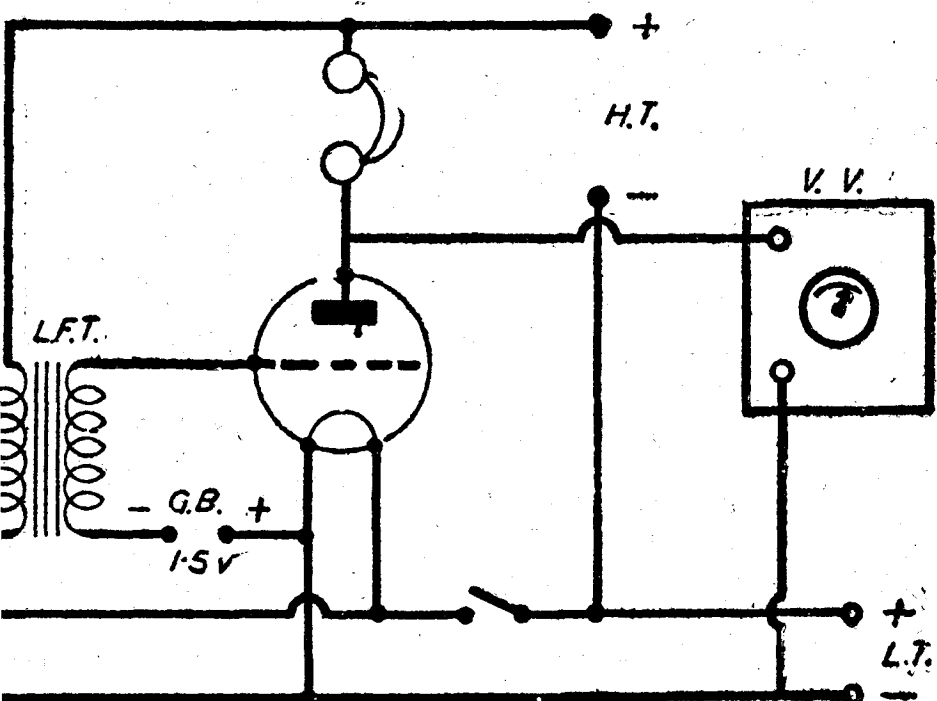 +
H.T.
−
V. V.
L.F.T.
− G.B. +
1·5 v
+
L.T.
−